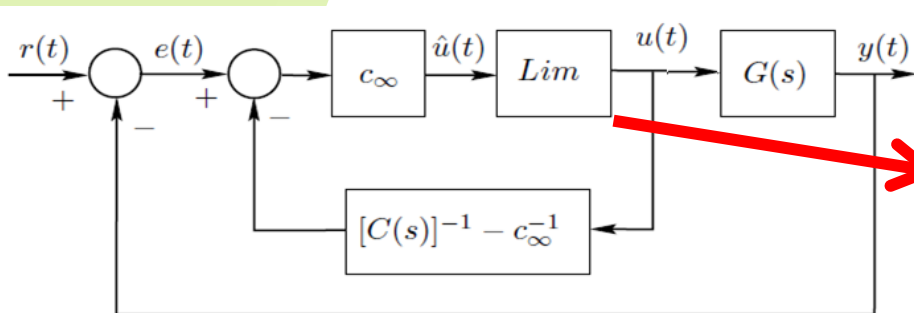 r(t) e(t) û(t) u(t) y(t)
c∞ Lim G(s)
+ + − −
[C(s)]⁻¹ − c∞⁻¹